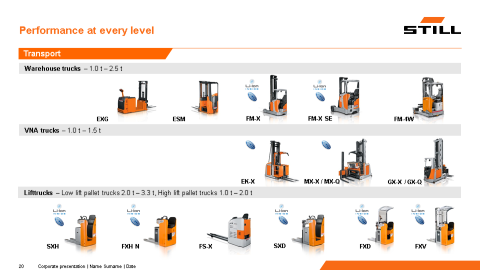 Performance at every level
STILL
Transport
Warehouse trucks – 1.0 t – 2.5 t
EXG ESM FM-X FM-X SE FM-4W
VNA trucks – 1.0 t – 1.5 t
EK-X MX-X / MX-Q GX-X / GX-Q
Lifttrucks – Low lift pallet trucks 2.0 t – 3.3 t, High lift pallet trucks 1.0 t – 2.0 t
SXH FXH N FS-X SXD FXD FXV
20 Corporate presentation | Name Surname | Date